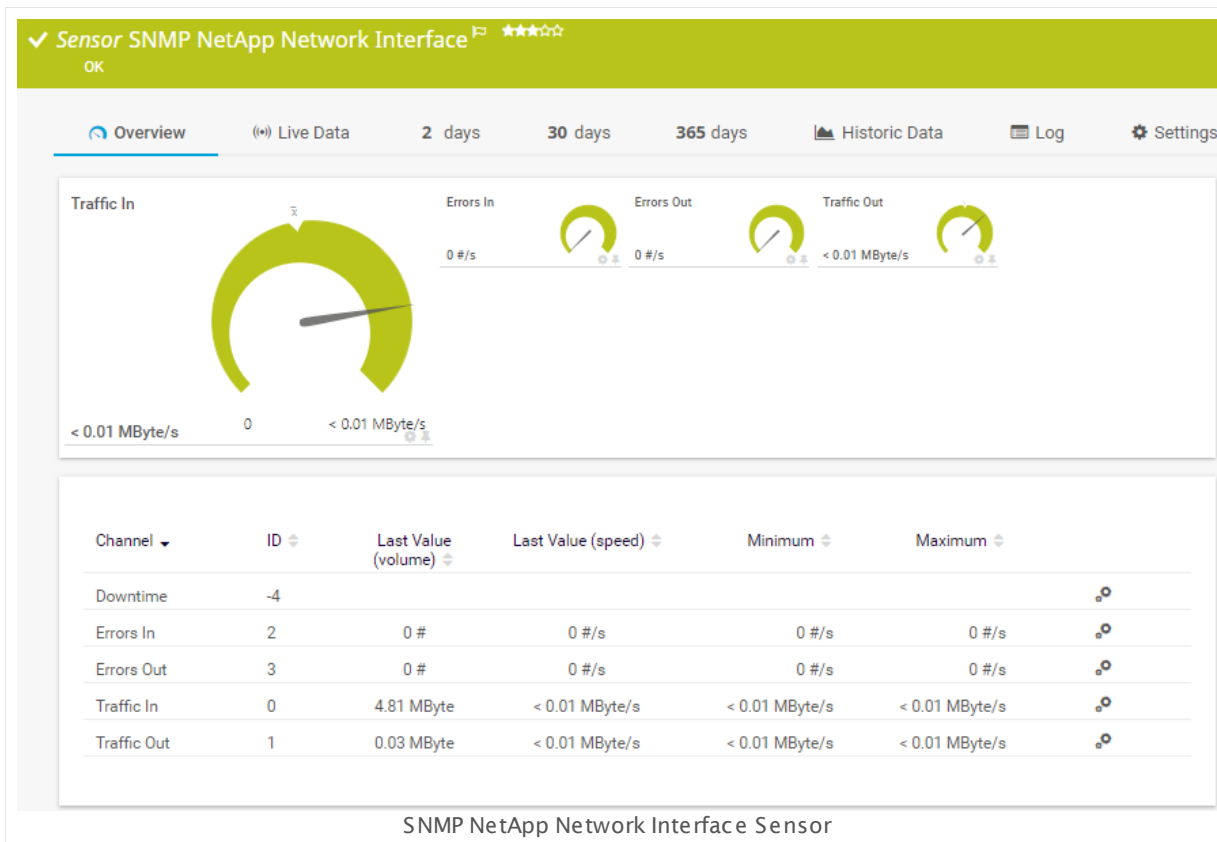 Sensor SNMP NetApp Network Interface
OK
Overview Live Data 2 days 30 days 365 days Historic Data Log Settings
Traffic In
x̄
0
< 0.01 MByte/s
< 0.01 MByte/s
Errors In
0 #/s
Errors Out
0 #/s
Traffic Out
< 0.01 MByte/s
Channel ID Last Value (volume) Last Value (speed) Minimum Maximum
Downtime -4
Errors In 2 0 # 0 #/s 0 #/s 0 #/s
Errors Out 3 0 # 0 #/s 0 #/s 0 #/s
Traffic In 0 4.81 MByte < 0.01 MByte/s < 0.01 MByte/s < 0.01 MByte/s
Traffic Out 1 0.03 MByte < 0.01 MByte/s < 0.01 MByte/s < 0.01 MByte/s
SNMP NetApp Network Interface Sensor